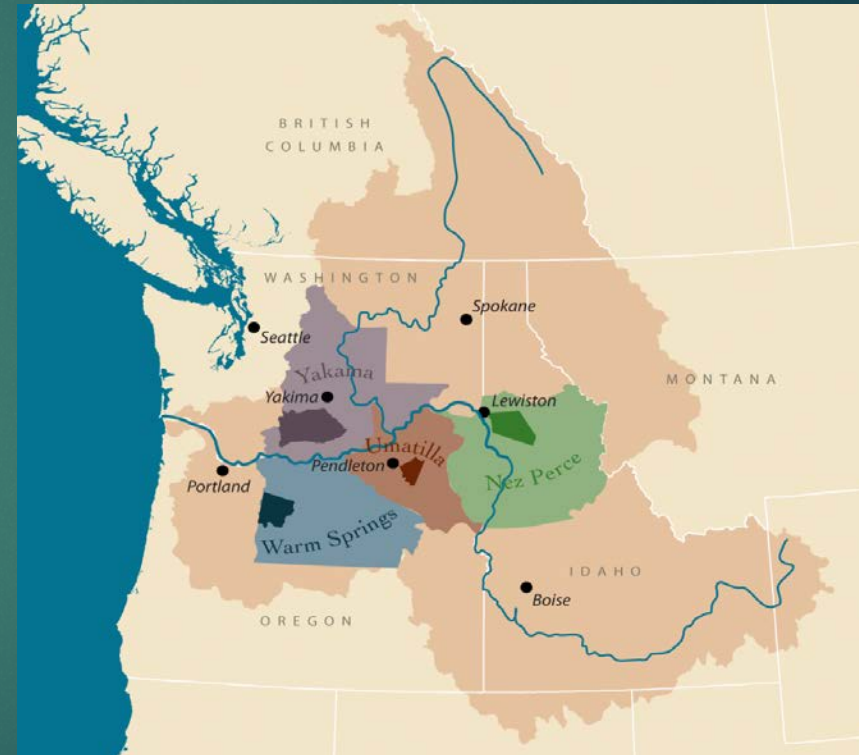 BRITISH
COLUMBIA
WASHINGTON
Spokane
Seattle
Yakama
MONTANA
Yakima
Lewiston
Umatilla
Pendleton
Nez Perce
Portland
Warm Springs
IDAHO
Boise
OREGON